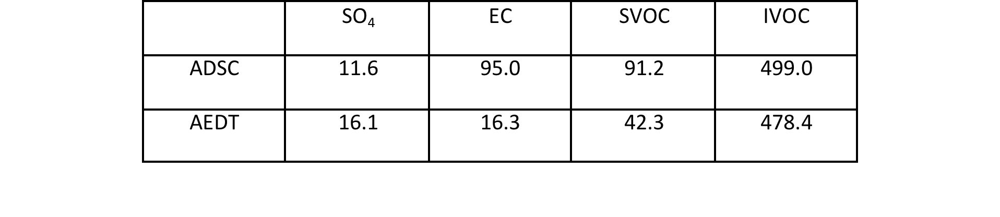 SO₄ EC SVOC IVOC
ADSC 11.6 95.0 91.2 499.0
AEDT 16.1 16.3 42.3 478.4